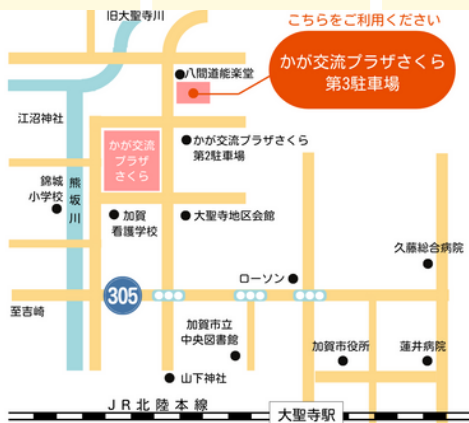 旧大聖寺川
こちらをご利用ください
八間道能楽堂
かが交流プラザさくら
第3駐車場
江沼神社
かが交流
プラザ
さくら
かが交流プラザさくら
第2駐車場
錦城
小学校
熊坂川
加賀
看護学校
大聖寺地区会館
久藤総合病院
ローソン
305
至吉崎
加賀市立
中央図書館
加賀市役所
蓮井病院
山下神社
JR北陸本線
大聖寺駅